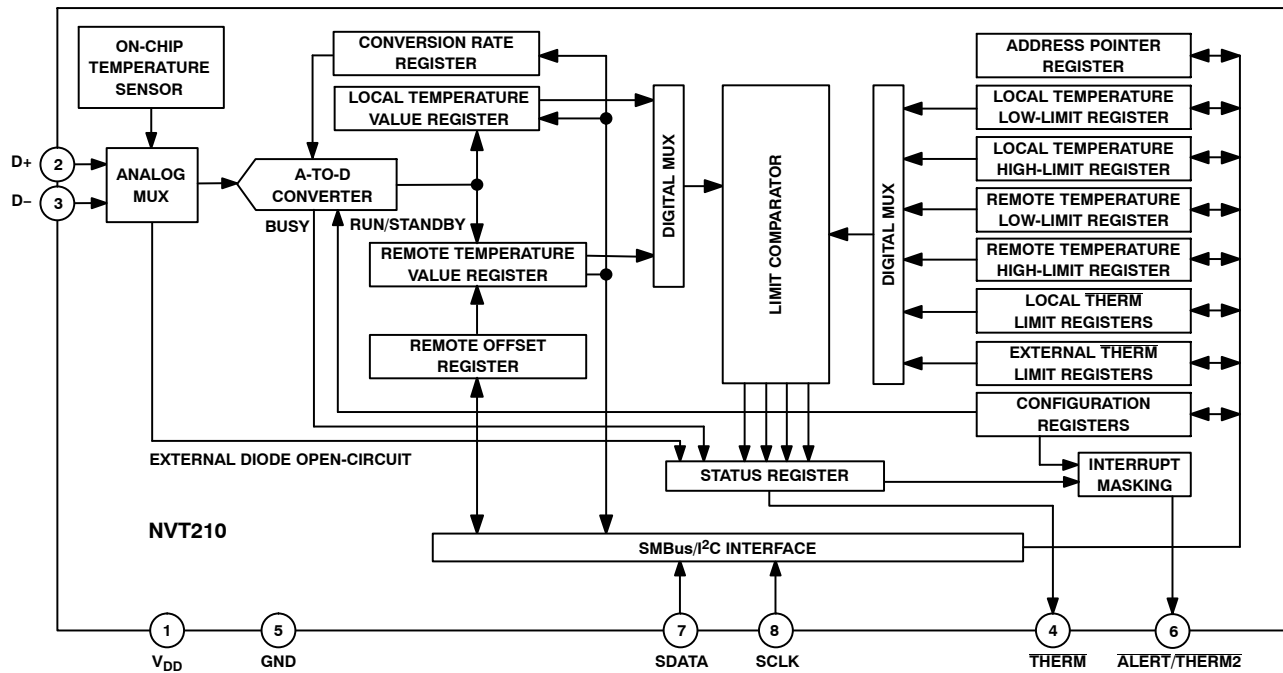 ON-CHIP
TEMPERATURE
SENSOR
CONVERSION RATE
REGISTER
LOCAL TEMPERATURE
VALUE REGISTER
D+
2
D−
3
ANALOG
MUX
A-TO-D
CONVERTER
BUSY
RUN/STANDBY
REMOTE TEMPERATURE
VALUE REGISTER
REMOTE OFFSET
REGISTER
DIGITAL MUX
LIMIT COMPARATOR
DIGITAL MUX
ADDRESS POINTER
REGISTER
LOCAL TEMPERATURE
LOW-LIMIT REGISTER
LOCAL TEMPERATURE
HIGH-LIMIT REGISTER
REMOTE TEMPERATURE
LOW-LIMIT REGISTER
REMOTE TEMPERATURE
HIGH-LIMIT REGISTER
LOCAL THERM
LIMIT REGISTERS
EXTERNAL THERM
LIMIT REGISTERS
CONFIGURATION
REGISTERS
EXTERNAL DIODE OPEN-CIRCUIT
STATUS REGISTER
INTERRUPT
MASKING
NVT210
SMBus/I²C INTERFACE
1
5
7
8
4
6
VDD
GND
SDATA
SCLK
THERM
ALERT/THERM2